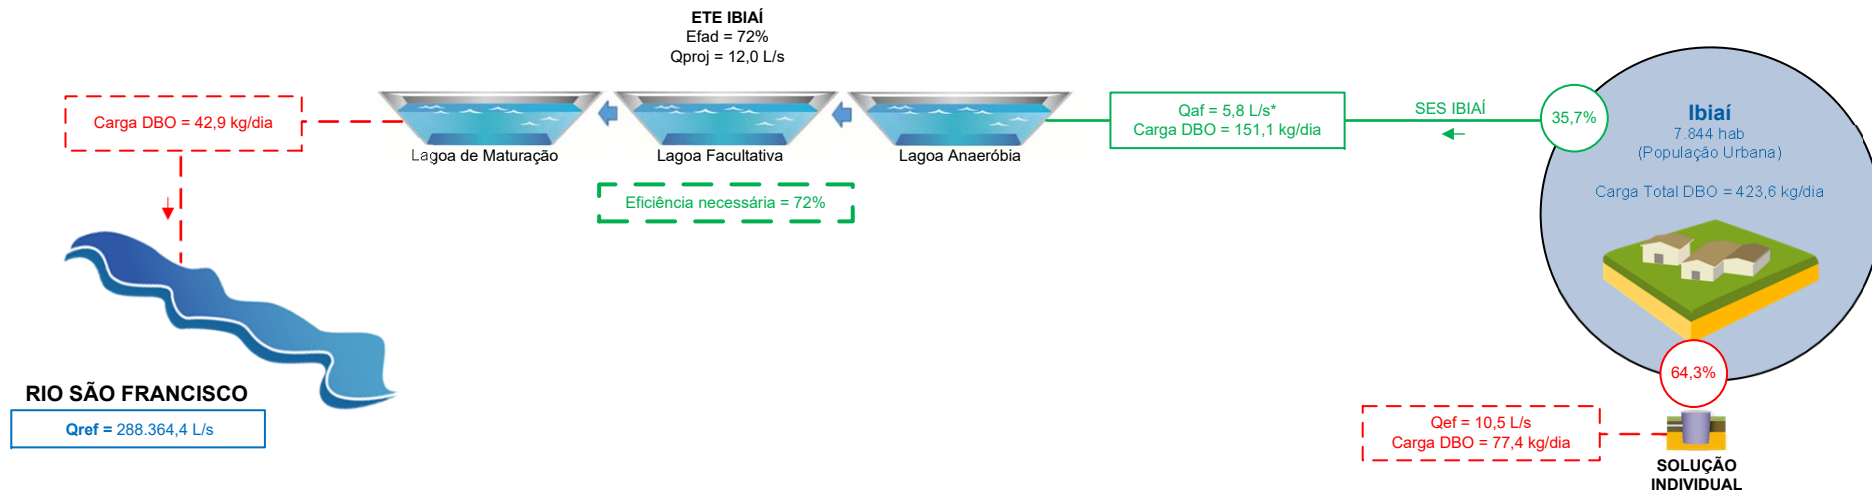 ETE IBIAÍ
Efad = 72%
Qproj = 12,0 L/s
Carga DBO = 42,9 kg/dia
Lagoa de Maturação
Lagoa Facultativa
Lagoa Anaeróbia
Eficiência necessária = 72%
Qaf = 5,8 L/s*
Carga DBO = 151,1 kg/dia
SES IBIAÍ
35,7%
Ibiaí
7.844 hab
(População Urbana)
Carga Total DBO = 423,6 kg/dia
64,3%
RIO SÃO FRANCISCO
Qref = 288.364,4 L/s
Qef = 10,5 L/s
Carga DBO = 77,4 kg/dia
SOLUÇÃO
INDIVIDUAL